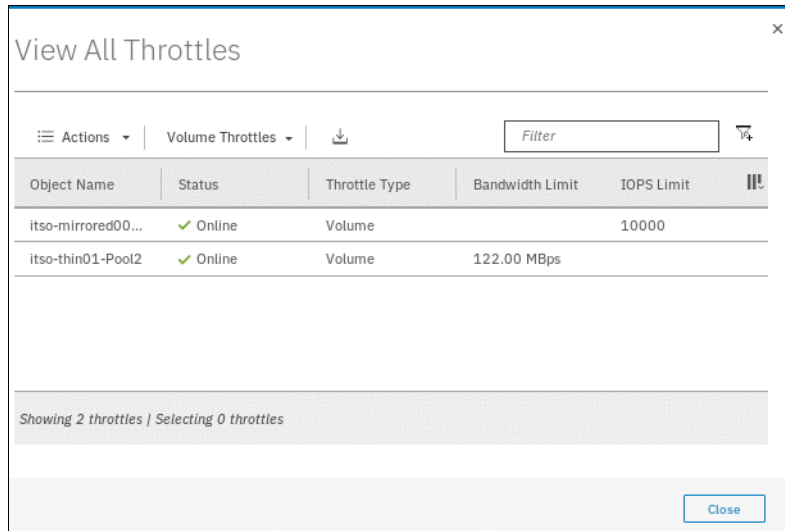 View All Throttles
Actions Volume Throttles Filter
Object Name Status Throttle Type Bandwidth Limit IOPS Limit
itso-mirrored00... Online Volume 10000
itso-thin01-Pool2 Online Volume 122.00 MBps
Showing 2 throttles | Selecting 0 throttles
Close